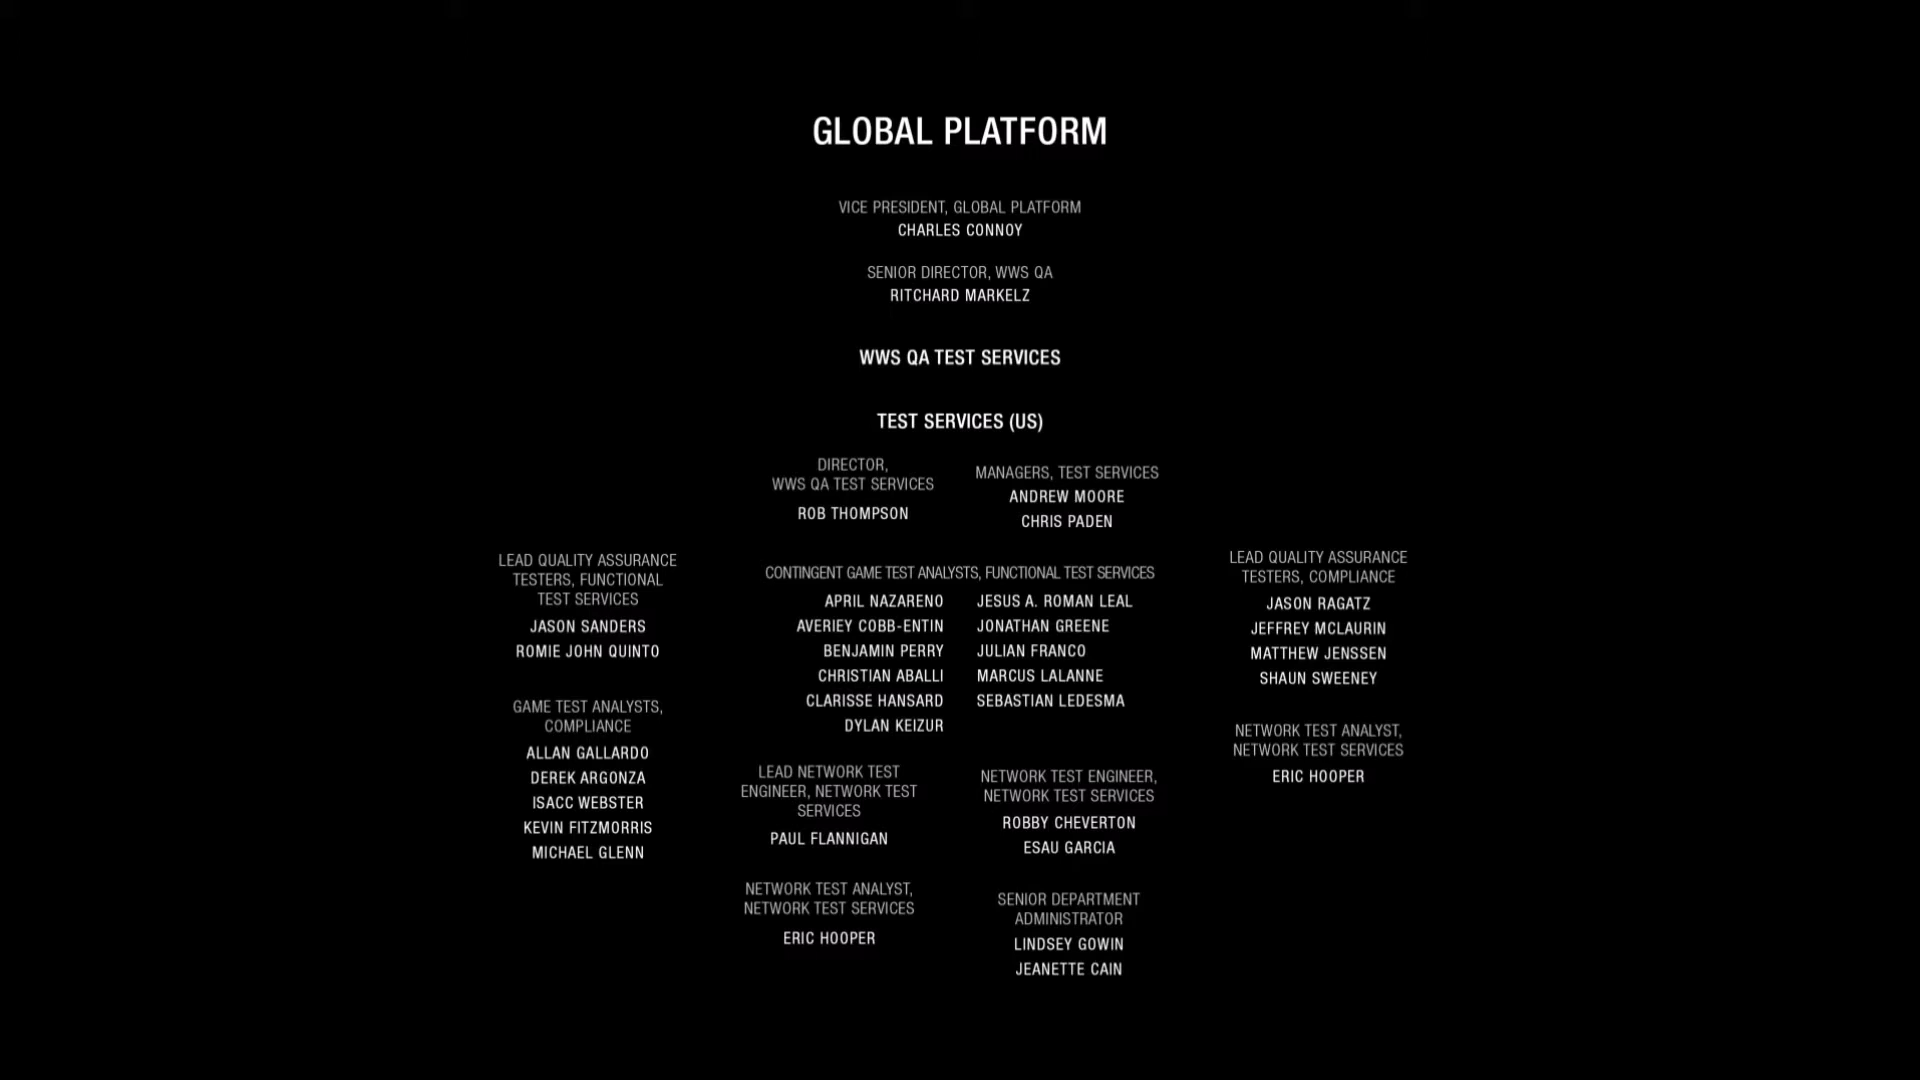 GLOBAL PLATFORM
VICE PRESIDENT, GLOBAL PLATFORM
CHARLES CONNOY
SENIOR DIRECTOR, WWS QA
RITCHARD MARKELZ
WWS QA TEST SERVICES
TEST SERVICES (US)
DIRECTOR,
WWS QA TEST SERVICES
ROB THOMPSON
MANAGERS, TEST SERVICES
ANDREW MOORE
CHRIS PADEN
LEAD QUALITY ASSURANCE
TESTERS, FUNCTIONAL
TEST SERVICES
JASON SANDERS
ROMIE JOHN QUINTO
GAME TEST ANALYSTS,
COMPLIANCE
ALLAN GALLARDO
DEREK ARGONZA
ISACC WEBSTER
KEVIN FITZMORRIS
MICHAEL GLENN
CONTINGENT GAME TEST ANALYSTS, FUNCTIONAL TEST SERVICES
APRIL NAZARENO
AVERIEY COBB-ENTIN
BENJAMIN PERRY
CHRISTIAN ABALLI
CLARISSE HANSARD
DYLAN KEIZUR
JESUS A. ROMAN LEAL
JONATHAN GREENE
JULIAN FRANCO
MARCUS LALANNE
SEBASTIAN LEDESMA
LEAD NETWORK TEST
ENGINEER, NETWORK TEST
SERVICES
PAUL FLANNIGAN
NETWORK TEST ANALYST,
NETWORK TEST SERVICES
ERIC HOOPER
NETWORK TEST ENGINEER,
NETWORK TEST SERVICES
ROBBY CHEVERTON
ESAU GARCIA
SENIOR DEPARTMENT
ADMINISTRATOR
LINDSEY GOWIN
JEANETTE CAIN
LEAD QUALITY ASSURANCE
TESTERS, COMPLIANCE
JASON RAGATZ
JEFFREY MCLAURIN
MATTHEW JENSSEN
SHAUN SWEENEY
NETWORK TEST ANALYST,
NETWORK TEST SERVICES
ERIC HOOPER